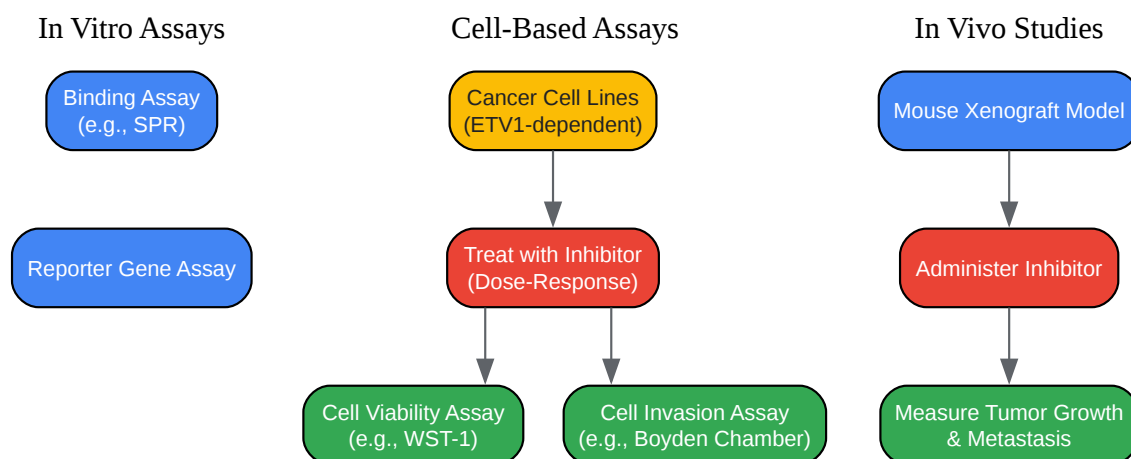 In Vitro Assays
Binding Assay
(e.g., SPR)
Reporter Gene Assay
Cell-Based Assays
Cancer Cell Lines
(ETV1-dependent)
Treat with Inhibitor
(Dose-Response)
Cell Viability Assay
(e.g., WST-1)
Cell Invasion Assay
(e.g., Boyden Chamber)
In Vivo Studies
Mouse Xenograft Model
Administer Inhibitor
Measure Tumor Growth
& Metastasis